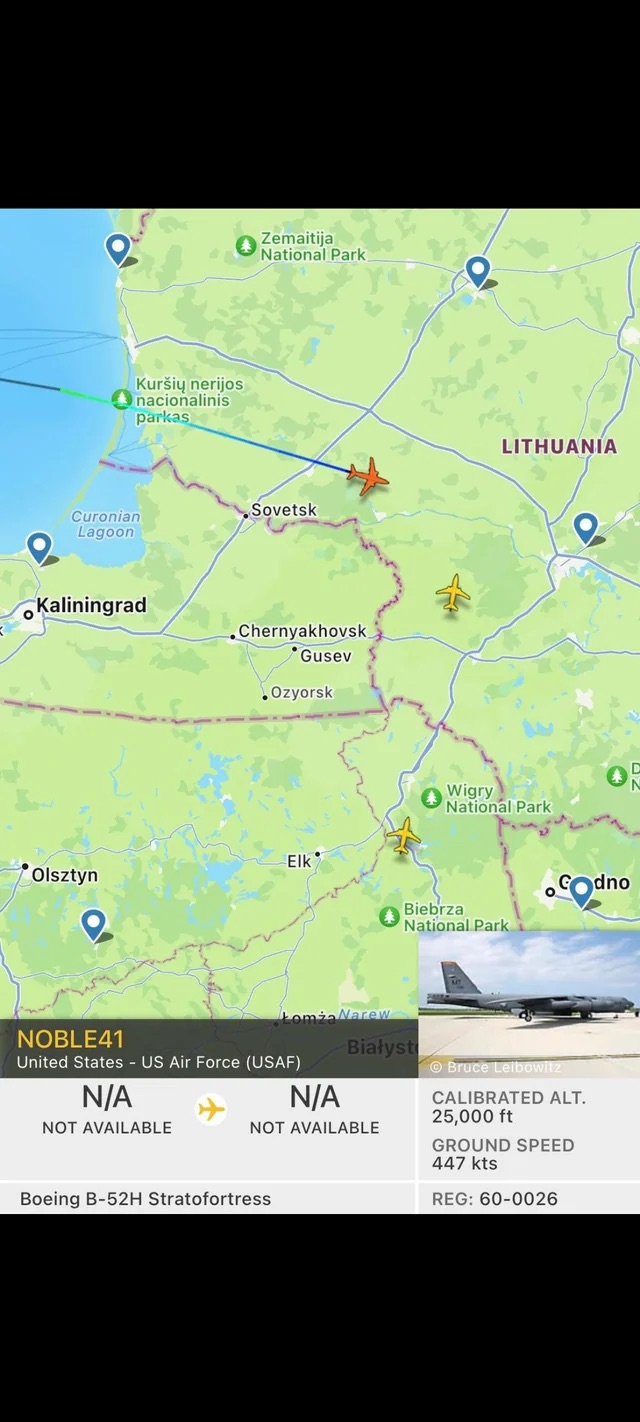 Zemaitija
National Park
Kuršių nerijos
nacionalinis
parkas
LITHUANIA
Sovetsk
Curonian
Lagoon
Kaliningrad
Chernyakhovsk
Gusev
Ozyorsk
Wigry
National Park
Elk
Olsztyn
Biebrza
National Park
Łomża
Narew
NOBLE41
United States - US Air Force (USAF)
© Bruce Leibowitz
N/A
NOT AVAILABLE
N/A
NOT AVAILABLE
CALIBRATED ALT.
25,000 ft
GROUND SPEED
447 kts
Boeing B-52H Stratofortress
REG: 60-0026